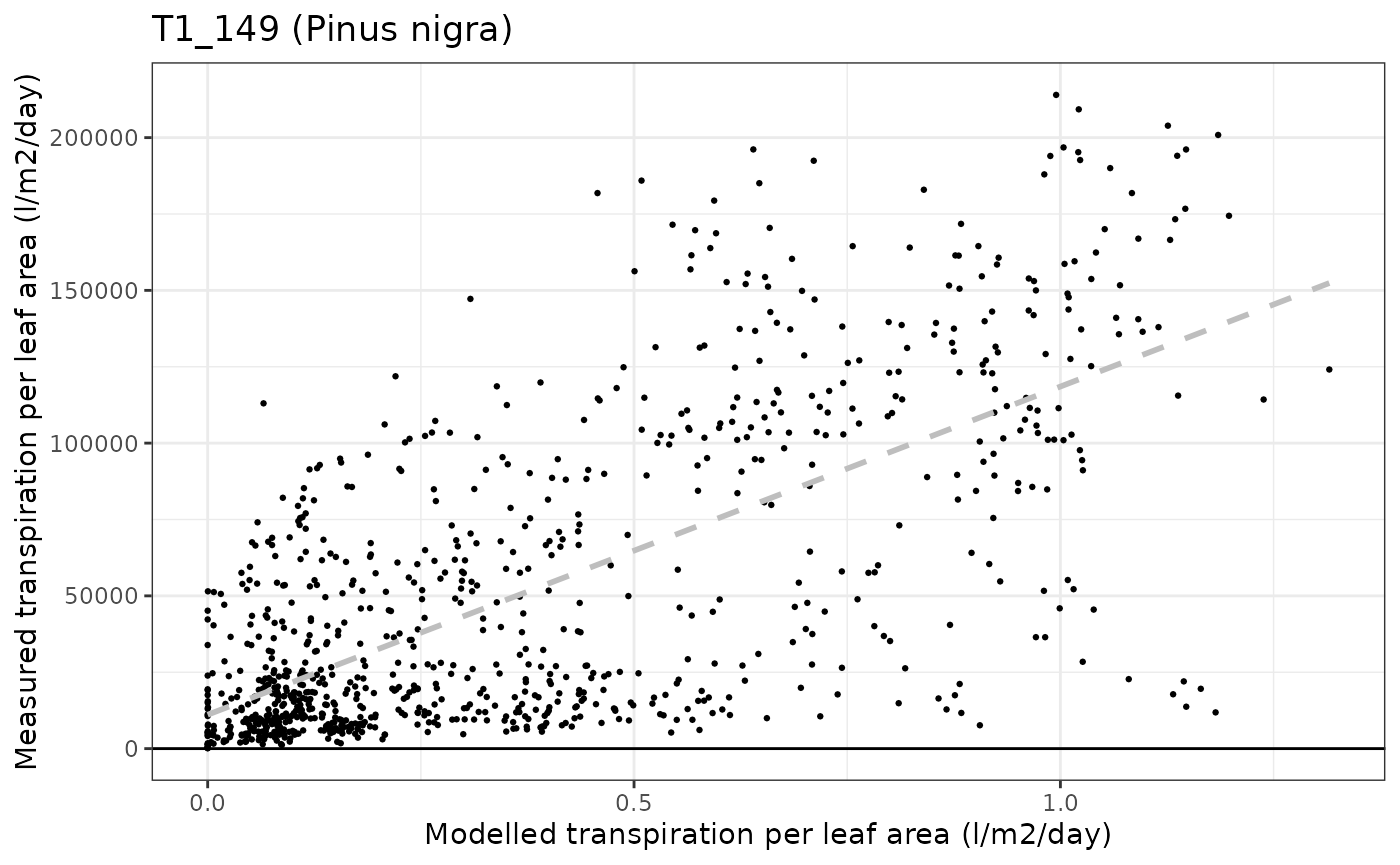 T1_149 (Pinus nigra)
Measured transpiration per leaf area (l/m2/day)
200000
150000
100000
50000
0
0.0
0.5
1.0
Modelled transpiration per leaf area (l/m2/day)